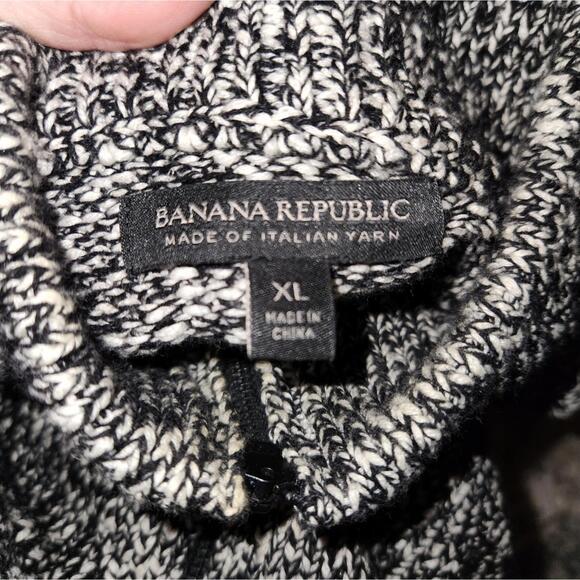 BANANA REPUBLIC
MADE OF ITALIAN YARN
XL
MADE IN
CHINA